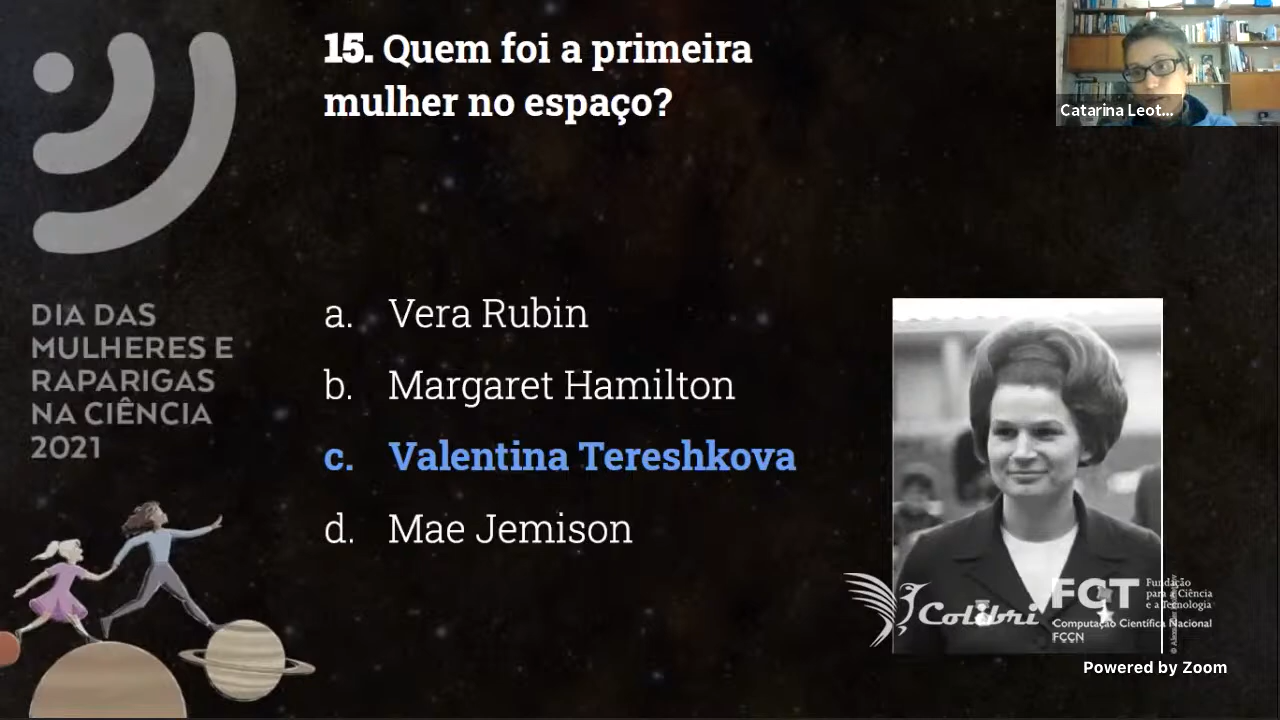 15. Quem foi a primeira
mulher no espaço?
Catarina Leot...
DIA DAS
MULHERES E
RAPARIGAS
NA CIÊNCIA
2021
a. Vera Rubin
b. Margaret Hamilton
c. Valentina Tereshkova
d. Mae Jemison
Colibri
FCT
Fundação
para a Ciência
e a Tecnologia
Computação Científica Nacional
FCCN
Powered by Zoom